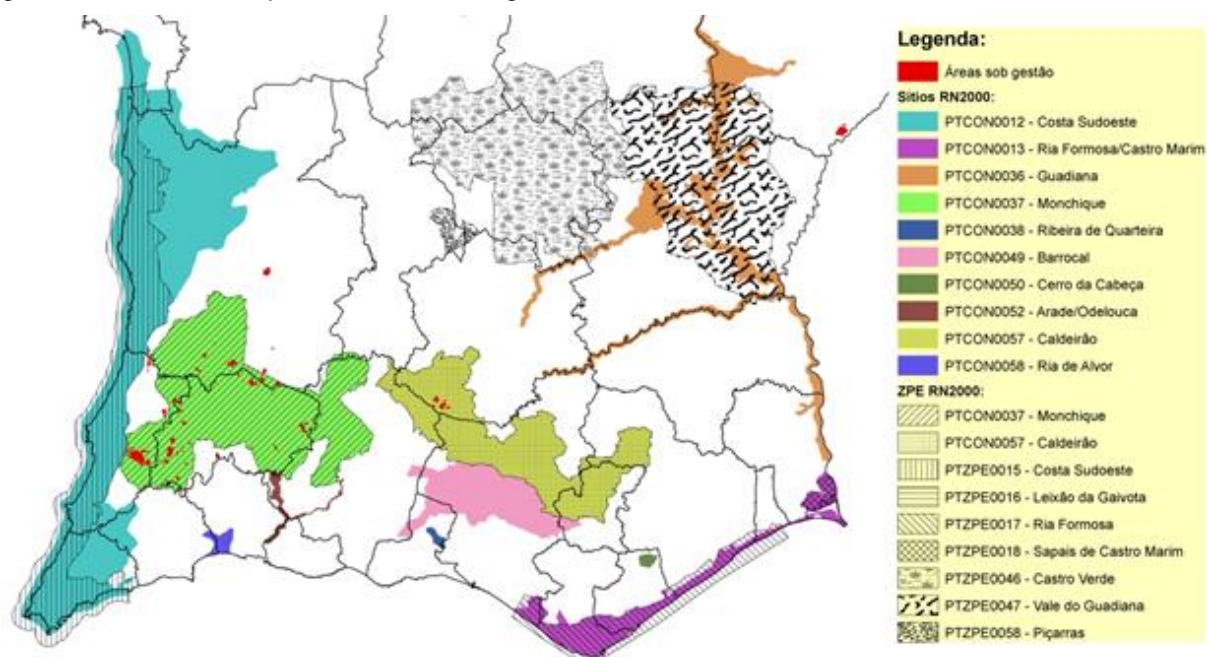 Legenda:
Áreas sob gestão
Sítios RN2000:
PTCON0012 - Costa Sudoeste
PTCON0013 - Ria Formosa/Castro Marim
PTCON0036 - Guadiana
PTCON0037 - Monchique
PTCON0038 - Ribeira de Quarteira
PTCON0049 - Barrocal
PTCON0050 - Cerro da Cabeça
PTCON0052 - Arade/Odelouca
PTCON0057 - Caldeirão
PTCON0058 - Ria de Alvor
ZPE RN2000:
PTCON0037 - Monchique
PTCON0057 - Caldeirão
PTZPE0015 - Costa Sudoeste
PTZPE0016 - Leixão da Gaivota
PTZPE0017 - Ria Formosa
PTZPE0018 - Sapais de Castro Marim
PTZPE0046 - Castro Verde
PTZPE0047 - Vale do Guadiana
PTZPE0058 - Piçarras